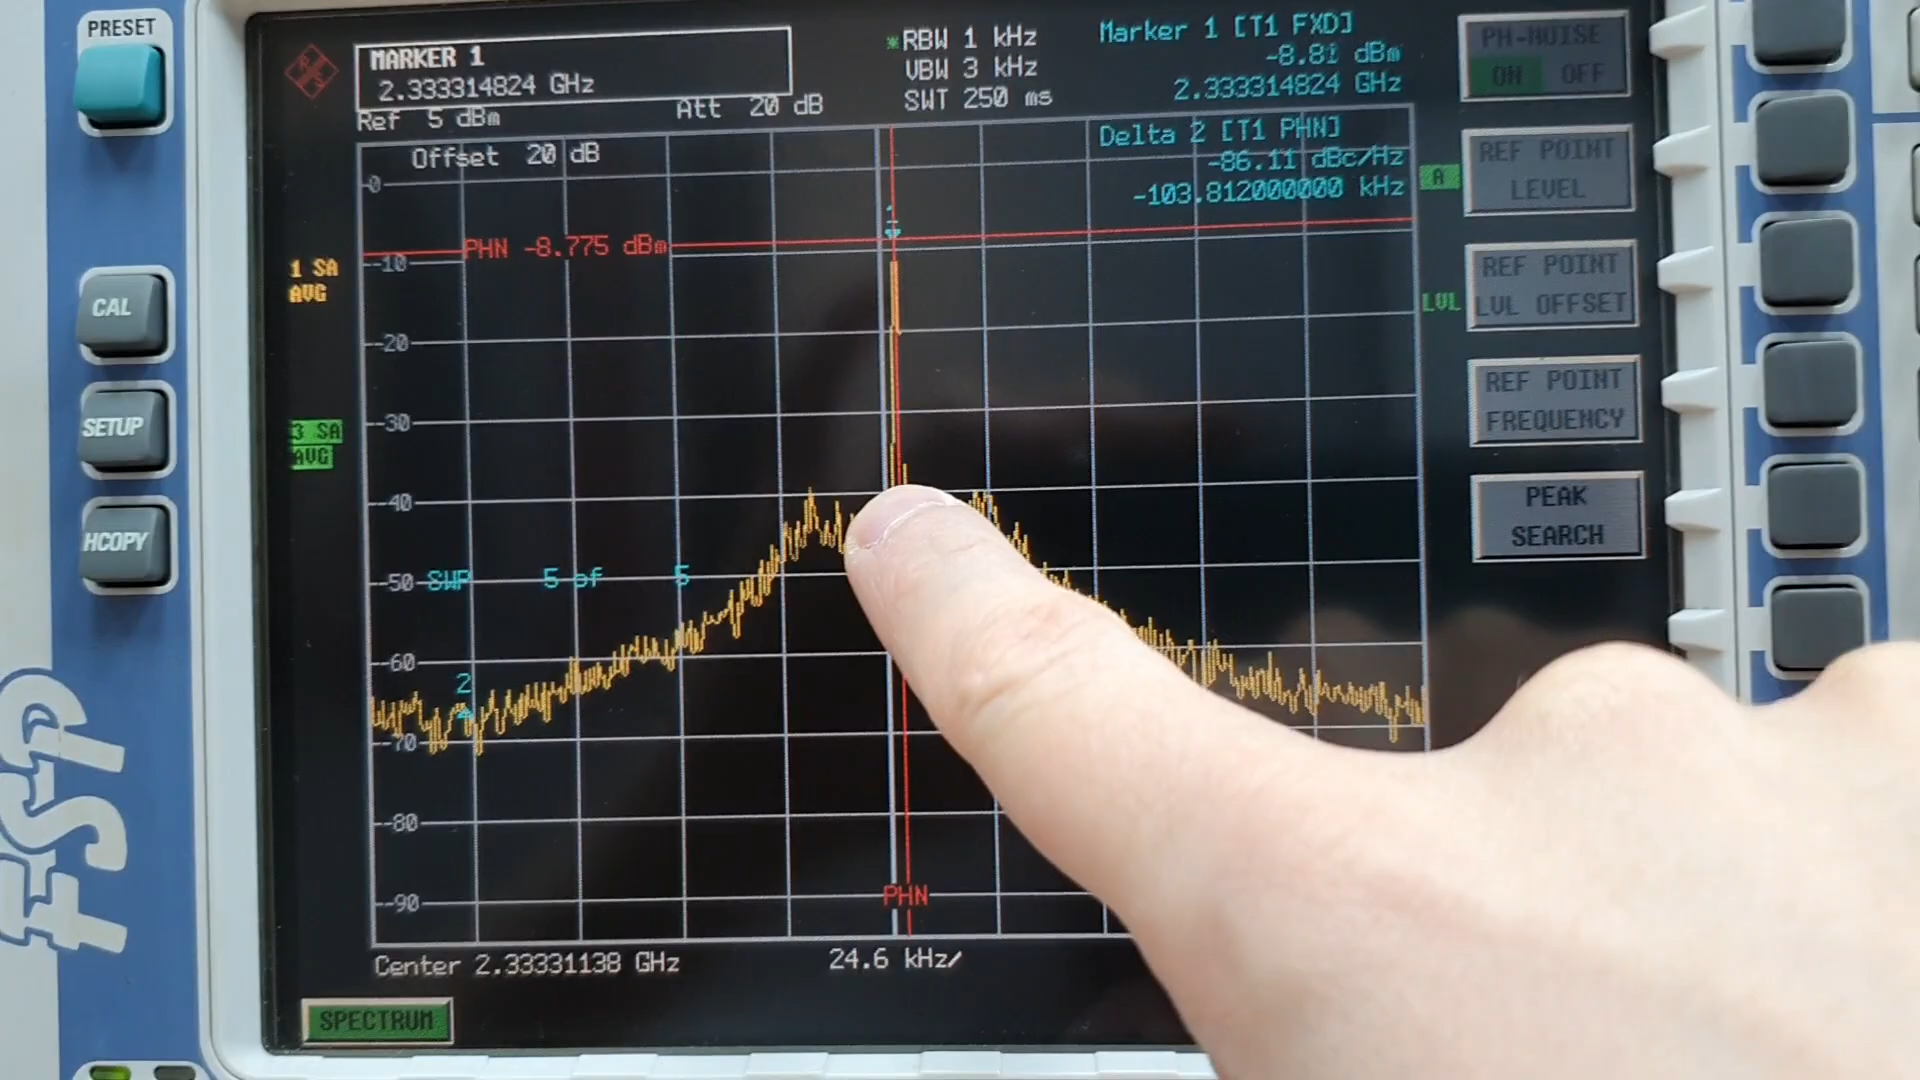 PRESET
CAL
SETUP
HCOPY
FSP
R S
MARKER 1
2.333314824 GHz
Ref 5 dBm
Att 20 dB
*RBW 1 kHz
VBW 3 kHz
SWT 250 ms
Marker 1 [T1 FXD]
-8.81 dBm
2.333314824 GHz
Offset 20 dB
Delta 2 [T1 PHN]
-86.11 dBc/Hz
-103.812000000 kHz
A
LVL
1 SA
AVG
3 SA
AVG
0
PHN -8.775 dBm
-10
-20
-30
-40
-50
SWP 5 of 5
-60
-70
-80
-90
1
2
PHN
Center 2.33331138 GHz
24.6 kHz/
SPECTRUM
PH-NOISE
ON OFF
REF POINT
LEVEL
REF POINT
LVL OFFSET
REF POINT
FREQUENCY
PEAK
SEARCH